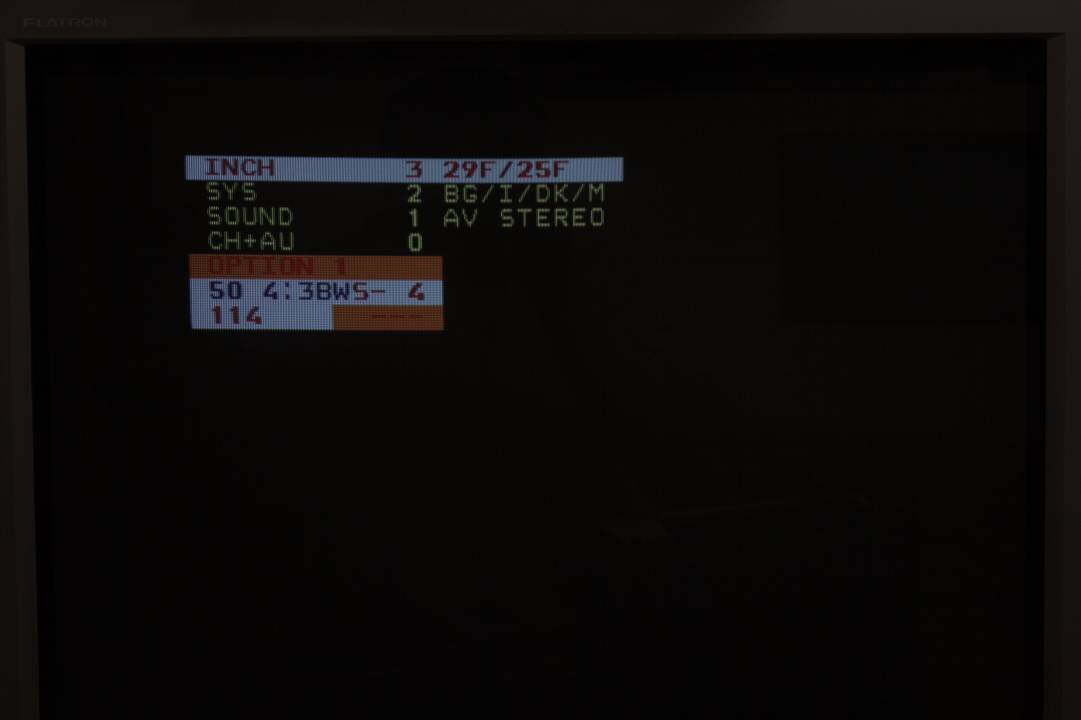 FLATRON
INCH 3 29F/25F
SYS 2 BG/I/DK/M
SOUND 1 AV STEREO
CH+AU 0
OPTION 1
50 4:3BWS- 4
114 ---